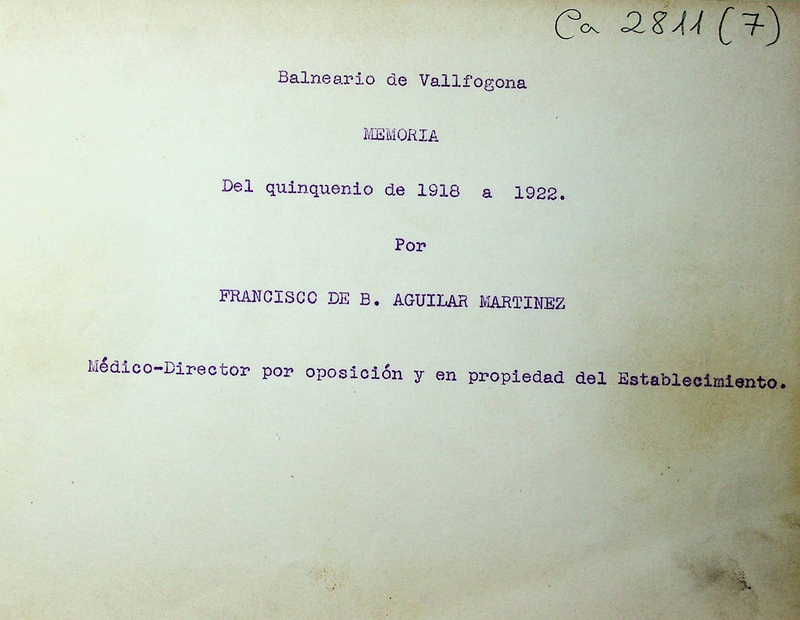 Ca 2811 (7)
Balneario de Vallfogona
MEMORIA
Del quinquenio de 1918 a 1922.
Por
FRANCISCO DE B. AGUILAR MARTINEZ
Médico-Director por oposición y en propiedad del Establecimiento.